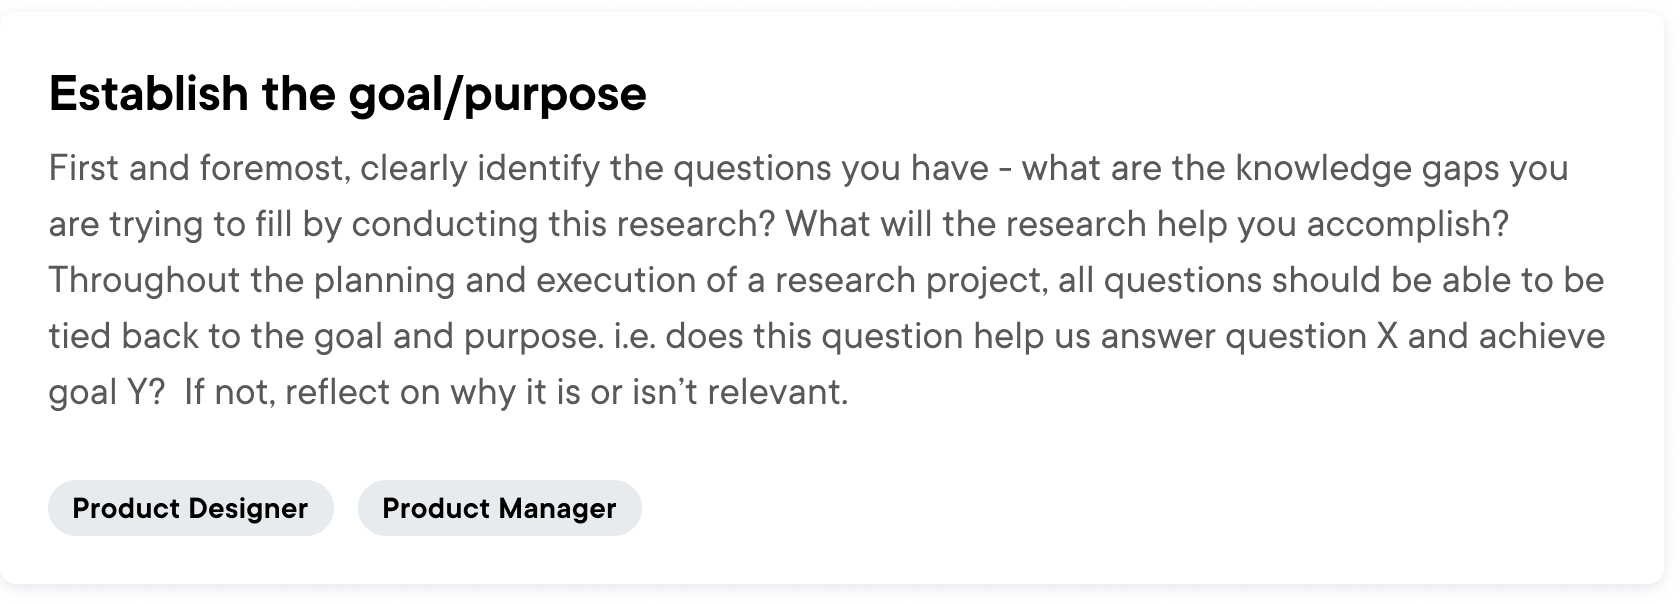 Establish the goal/purpose
First and foremost, clearly identify the questions you have - what are the knowledge gaps you
are trying to fill by conducting this research? What will the research help you accomplish?
Throughout the planning and execution of a research project, all questions should be able to be
tied back to the goal and purpose. i.e. does this question help us answer question X and achieve
goal Y?  If not, reflect on why it is or isn’t relevant.
Product Designer
Product Manager